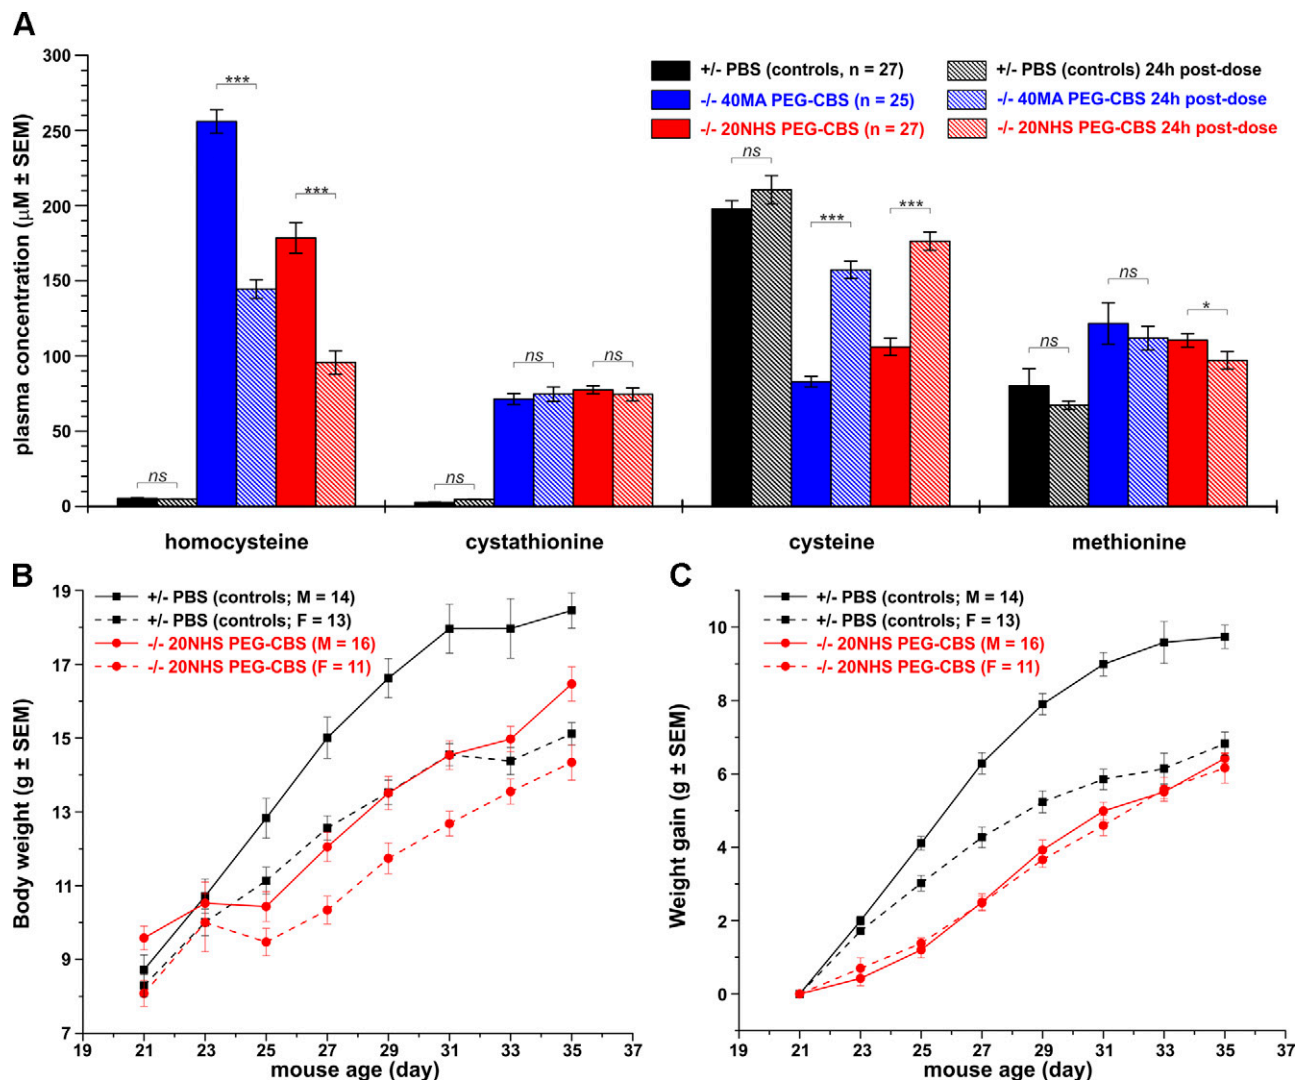 A
300
250
200
150
100
50
0
plasma concentration (µM ± SEM)
+/- PBS (controls, n = 27)
-/- 40MA PEG-CBS (n = 25)
-/- 20NHS PEG-CBS (n = 27)
+/- PBS (controls) 24h post-dose
-/- 40MA PEG-CBS 24h post-dose
-/- 20NHS PEG-CBS 24h post-dose
ns
***
***
ns
ns
ns
ns
***
***
ns
ns
*
homocysteine
cystathionine
cysteine
methionine
B
19
17
15
13
11
9
7
Body weight (g ± SEM)
+/- PBS (controls; M = 14)
+/- PBS (controls; F = 13)
-/- 20NHS PEG-CBS (M = 16)
-/- 20NHS PEG-CBS (F = 11)
19 21 23 25 27 29 31 33 35 37
mouse age (day)
C
10
8
6
4
2
0
Weight gain (g ± SEM)
+/- PBS (controls; M = 14)
+/- PBS (controls; F = 13)
-/- 20NHS PEG-CBS (M = 16)
-/- 20NHS PEG-CBS (F = 11)
19 21 23 25 27 29 31 33 35 37
mouse age (day)